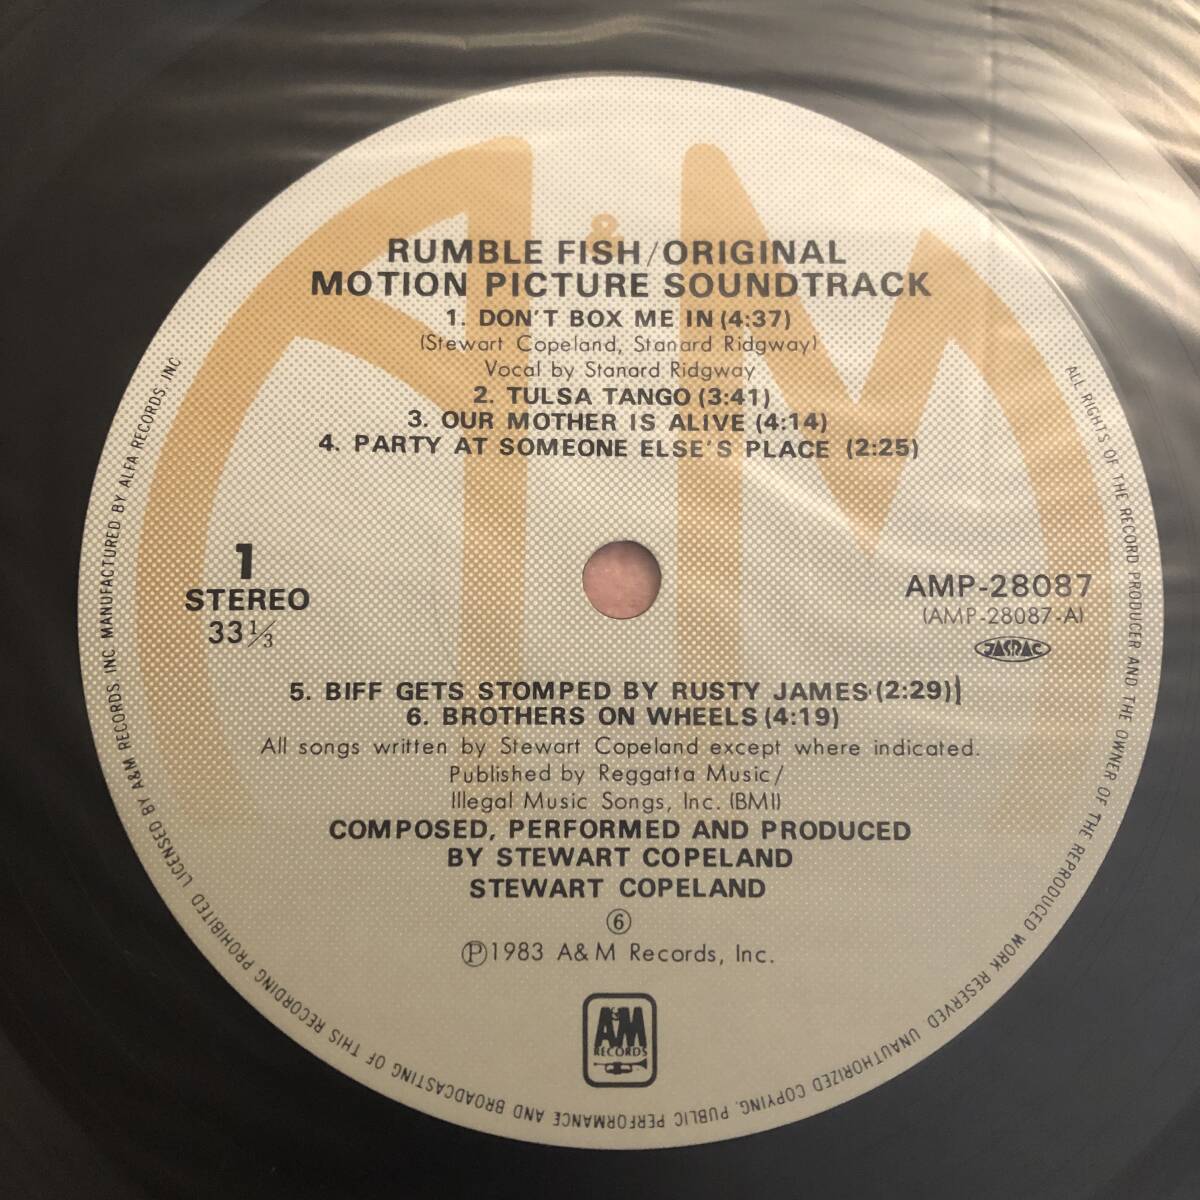 A & M
RUMBLE FISH/ORIGINAL
MOTION PICTURE SOUNDTRACK
1. DON'T BOX ME IN (4:37)
(Stewart Copeland, Stanard Ridgway)
Vocal by Stanard Ridgway
2. TULSA TANGO (3:41)
3. OUR MOTHER IS ALIVE (4:14)
4. PARTY AT SOMEONE ELSE'S PLACE (2:25)
1
STEREO
33 1/3
AMP-28087
(AMP-28087-A)
JASRAC
5. BIFF GETS STOMPED BY RUSTY JAMES (2:29)
6. BROTHERS ON WHEELS (4:19)
All songs written by Stewart Copeland except where indicated.
Published by Reggatta Music/
Illegal Music Songs, Inc. (BMI)
COMPOSED, PERFORMED AND PRODUCED
BY STEWART COPELAND
STEWART COPELAND
⑥
Ⓟ1983 A&M Records, Inc.
A&M
RECORDS
ALL RIGHTS OF THE RECORD PRODUCER AND THE OWNER OF THE REPRODUCED WORK RESERVED UNAUTHORIZED COPYING, PUBLIC PERFORMANCE AND BROADCASTING OF THIS RECORDING PROHIBITED LICENSED BY A&M RECORDS, INC MANUFACTURED BY ALFA RECORDS, INC